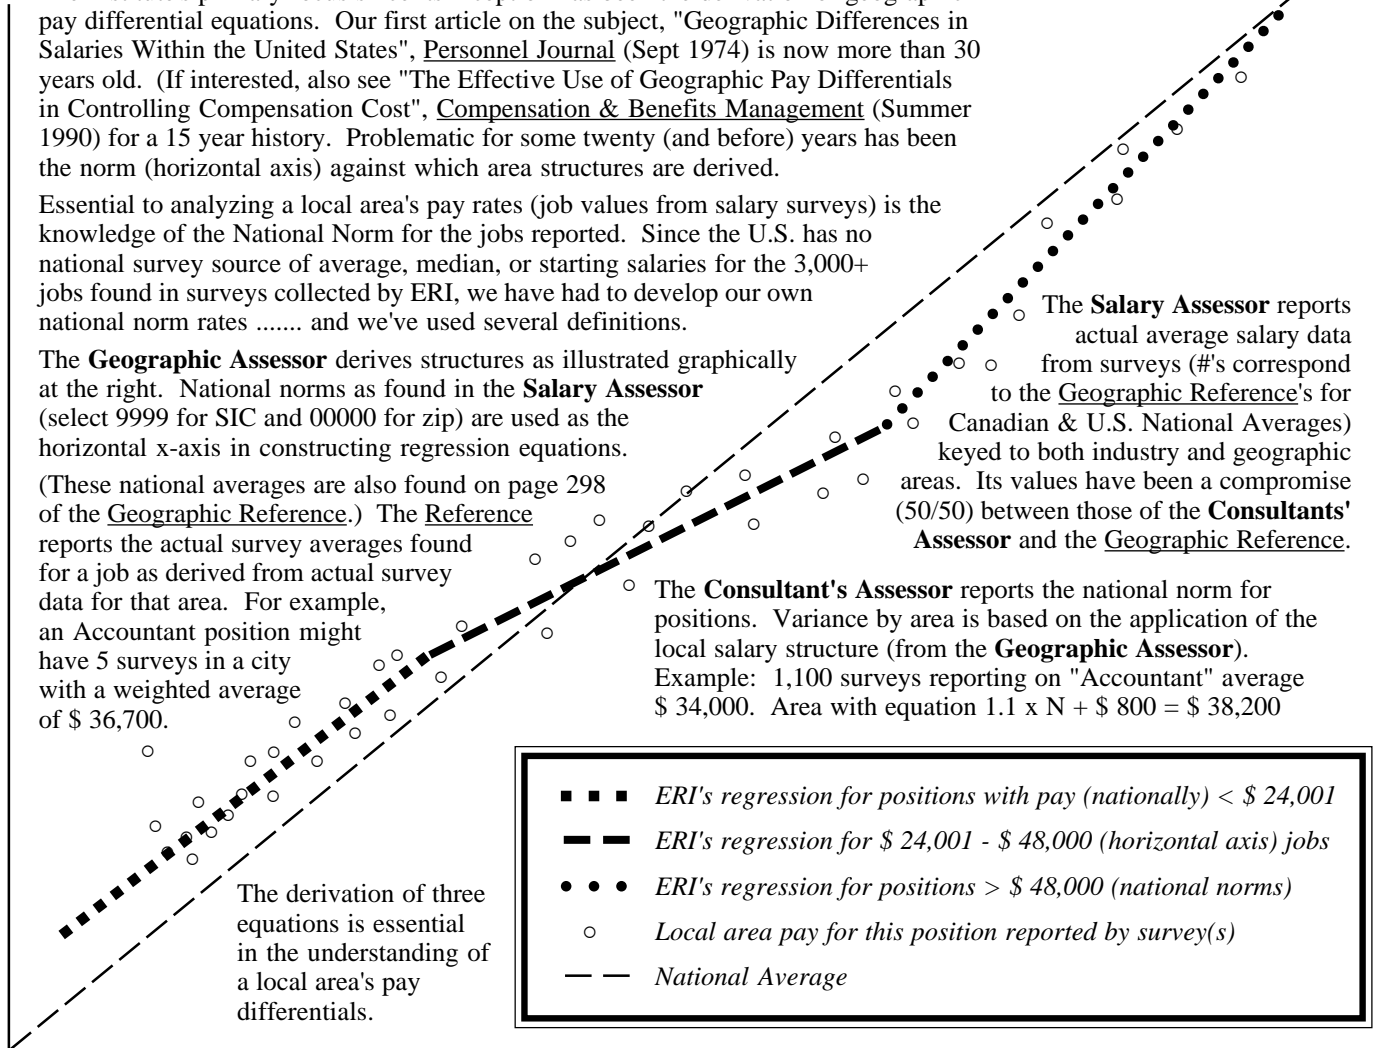 pay differential equations.  Our first article on the subject, "Geographic Differences in
Salaries Within the United States", Personnel Journal (Sept 1974) is now more than 30
years old.  (If interested, also see "The Effective Use of Geographic Pay Differentials
in Controlling Compensation Cost", Compensation & Benefits Management (Summer
1990) for a 15 year history.  Problematic for some twenty (and before) years has been
the norm (horizontal axis) against which area structures are derived.
Essential to analyzing a local area's pay rates (job values from salary surveys) is the
knowledge of the National Norm for the jobs reported.  Since the U.S. has no
national survey source of average, median, or starting salaries for the 3,000+
jobs found in surveys collected by ERI, we have had to develop our own
national norm rates ....... and we've used several definitions.
The Geographic Assessor derives structures as illustrated graphically
at the right.  National norms as found in the Salary Assessor
(select 9999 for SIC and 00000 for zip) are used as the
horizontal x-axis in constructing regression equations.
(These national averages are also found on page 298
of the Geographic Reference.)  The Reference
reports the actual survey averages found
for a job as derived from actual survey
data for that area.  For example,
an Accountant position might
have 5 surveys in a city
with a weighted average
of $ 36,700.
The Salary Assessor reports
actual average salary data
from surveys (#'s correspond
to the Geographic Reference's for
Canadian & U.S. National Averages)
keyed to both industry and geographic
areas.  Its values have been a compromise
(50/50) between those of the Consultants'
Assessor and the Geographic Reference.
The Consultant's Assessor reports the national norm for
positions.  Variance by area is based on the application of the
local salary structure (from the Geographic Assessor).
Example:  1,100 surveys reporting on "Accountant" average
$ 34,000.  Area with equation 1.1 x N + $ 800 = $ 38,200
ERI's regression for positions with pay (nationally) < $ 24,001
ERI's regression for $ 24,001 - $ 48,000 (horizontal axis) jobs
ERI's regression for positions > $ 48,000 (national norms)
Local area pay for this position reported by survey(s)
National Average
The derivation of three
equations is essential
in the understanding of
a local area's pay
differentials.